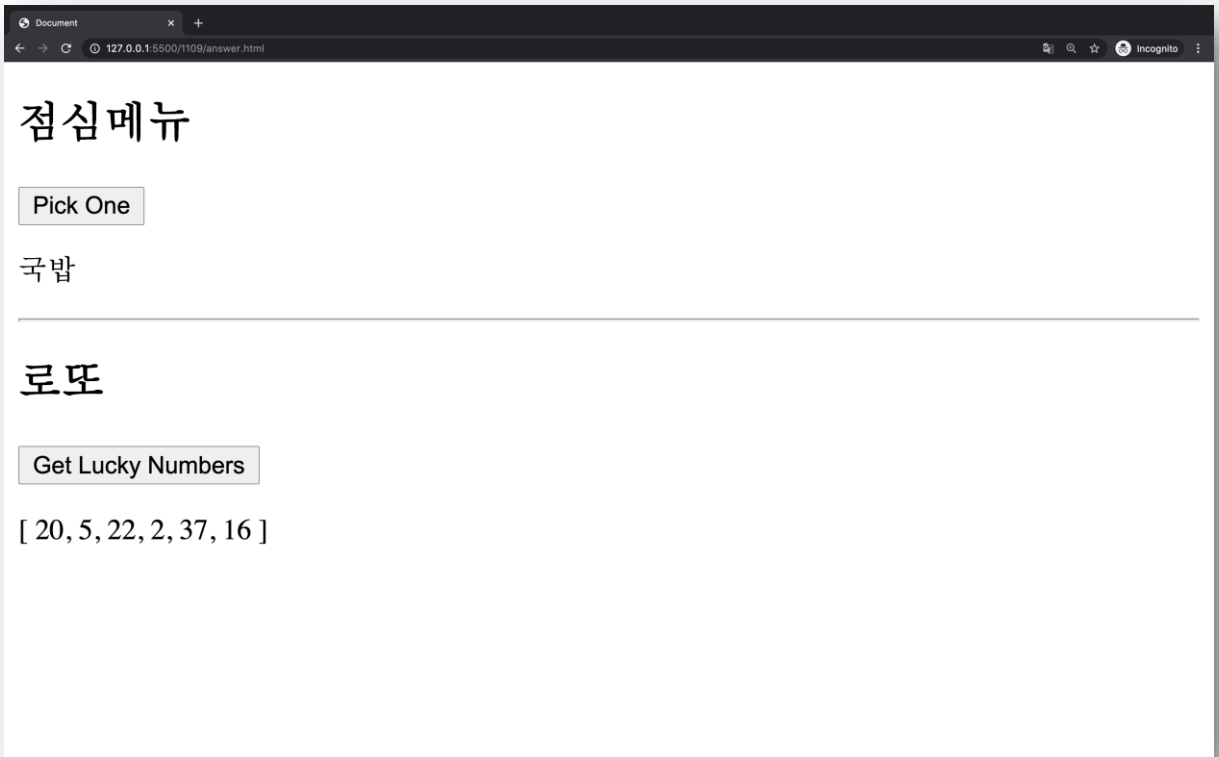 Document
127.0.0.1:5500/1109/answer.html
Incognito
점심메뉴
Pick One
국밥
로또
Get Lucky Numbers
[ 20, 5, 22, 2, 37, 16 ]